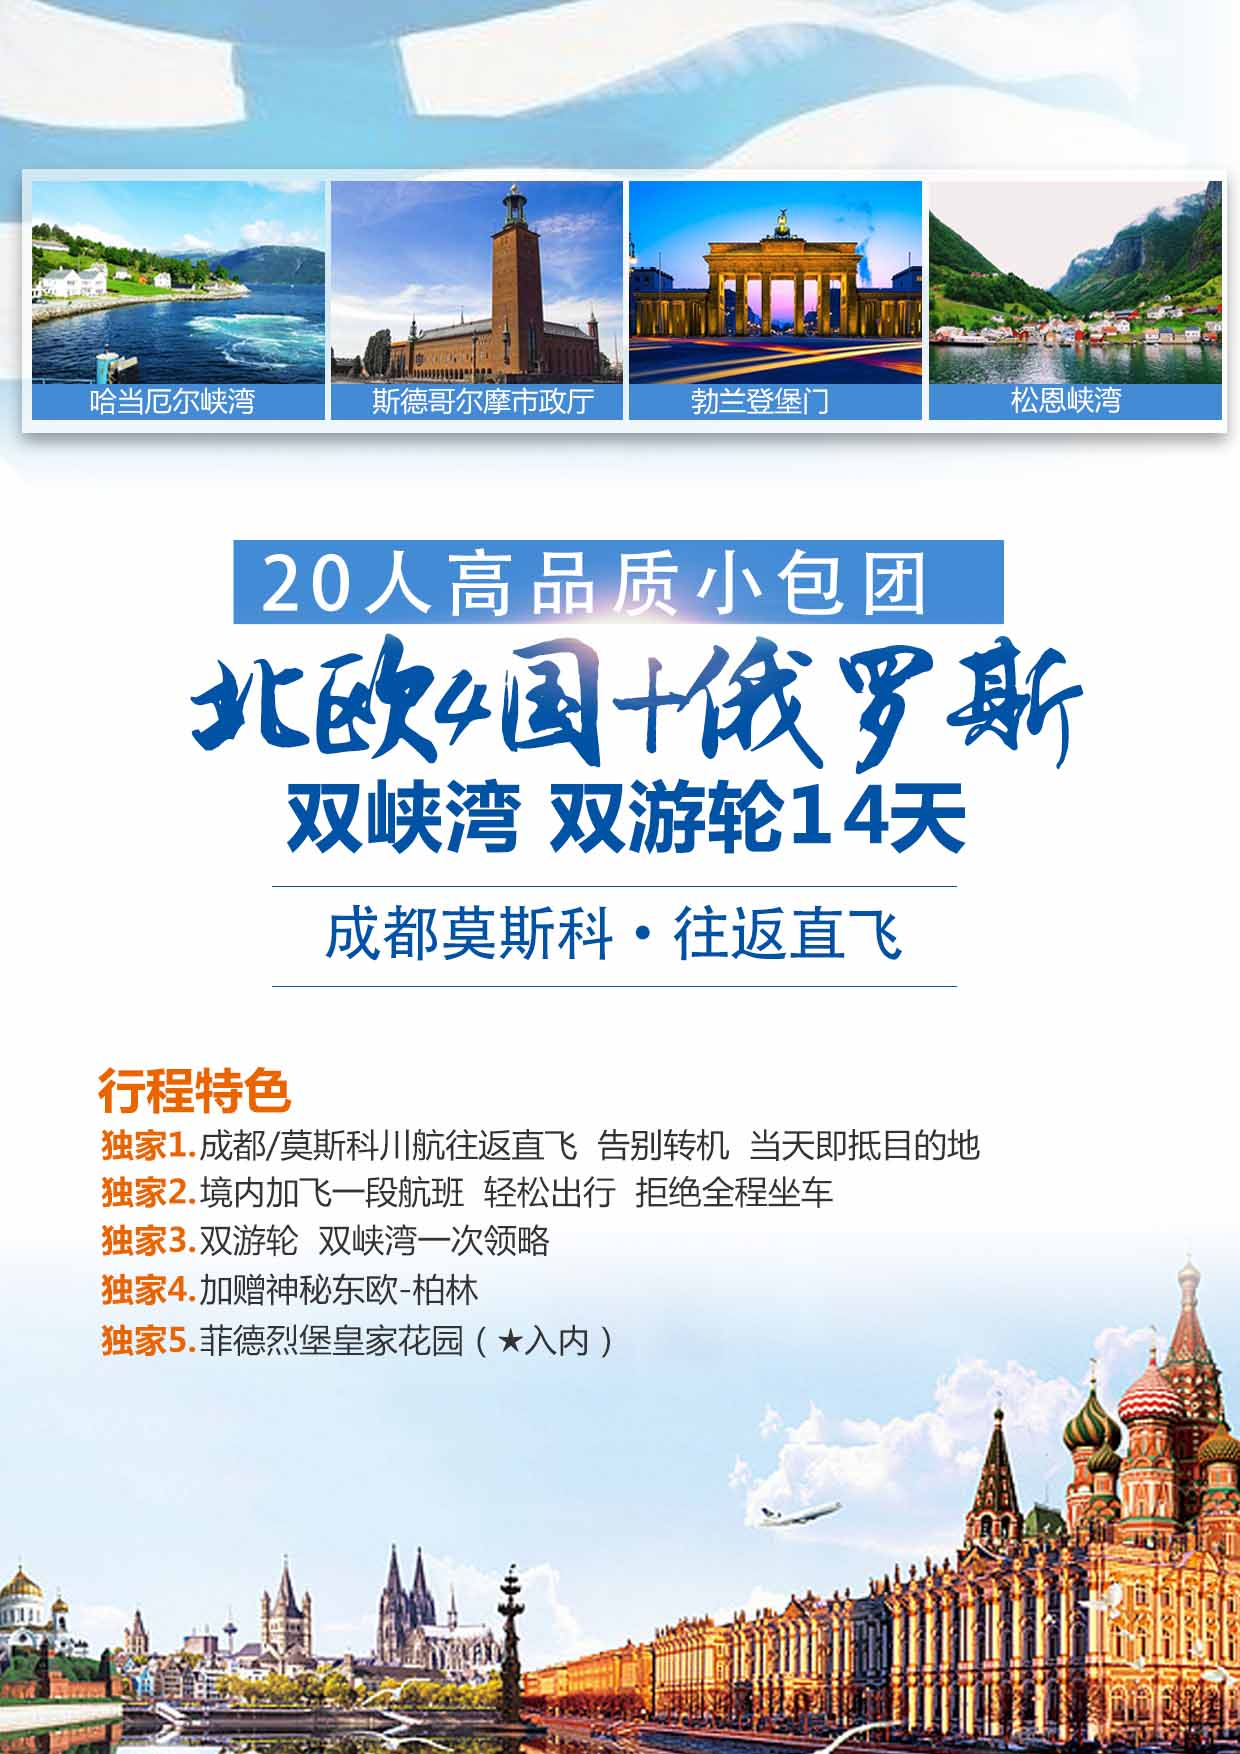 哈当厄尔峡湾 斯德哥尔摩市政厅 勃兰登堡门 松恩峡湾
20人高品质小包团
北欧4国+俄罗斯
双峡湾 双游轮14天
成都莫斯科·往返直飞
行程特色
独家1.成都/莫斯科川航往返直飞 告别转机 当天即抵目的地
独家2.境内加飞一段航班 轻松出行 拒绝全程坐车
独家3.双游轮 双峡湾一次领略
独家4.加赠神秘东欧-柏林
独家5.菲德烈堡皇家花园（★入内）